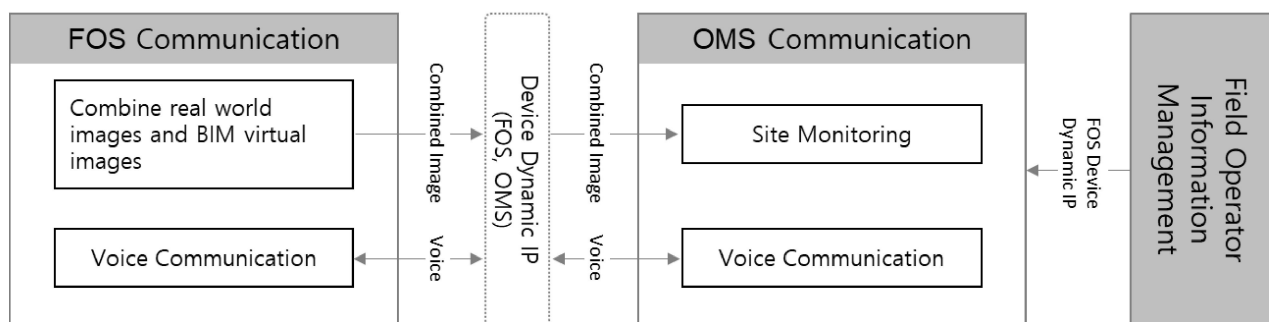 FOS Communication
Combine real world
images and BIM virtual
images
Voice Communication
Combined Image
Voice
Device Dynamic IP
(FOS, OMS)
Combined Image
Voice
OMS Communication
Site Monitoring
Voice Communication
FOS Device
Dynamic IP
Field Operator
Information
Management